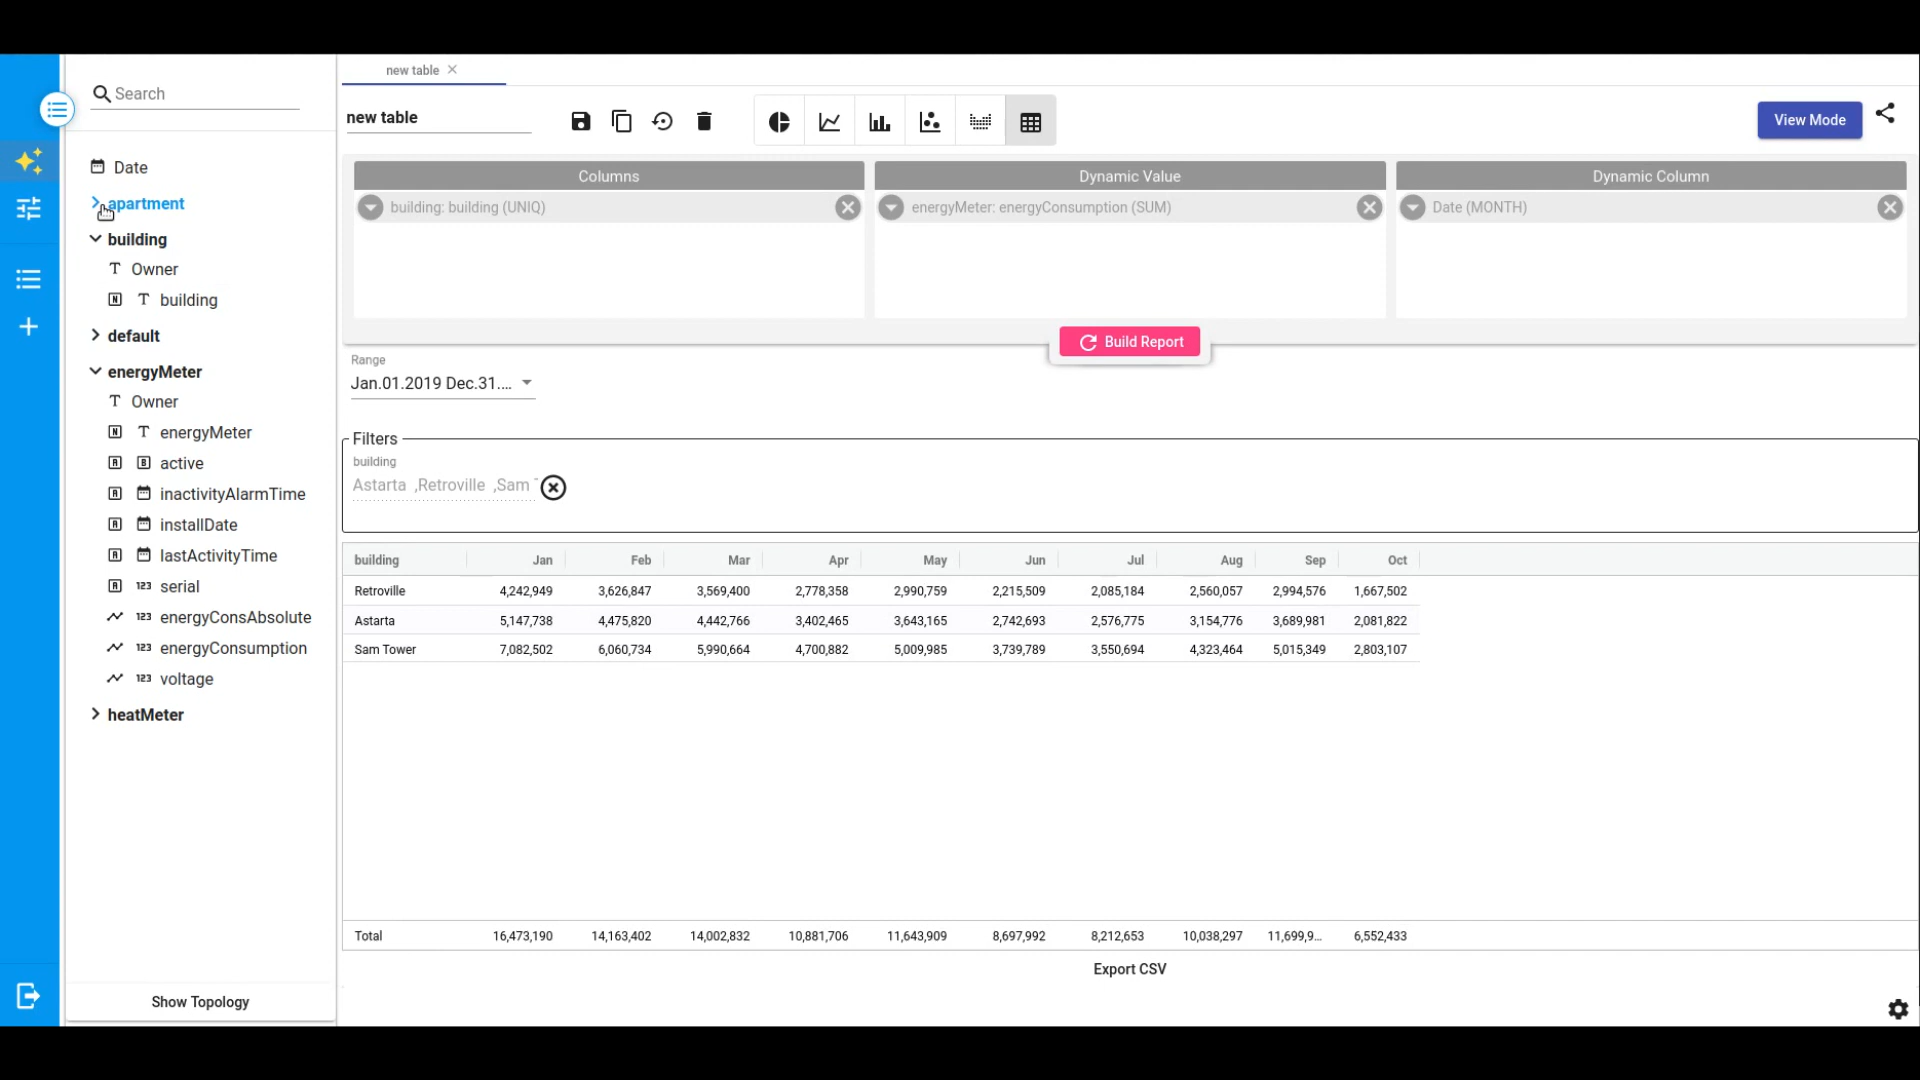 new table
Search
new table
View Mode
Date
apartment
building
Owner
building
default
energyMeter
Owner
energyMeter
active
inactivityAlarmTime
installDate
lastActivityTime
serial
energyConsAbsolute
energyConsumption
voltage
heatMeter
Show Topology
Columns
building: building (UNIQ)
Dynamic Value
energyMeter: energyConsumption (SUM)
Dynamic Column
Date (MONTH)
Build Report
Range
Jan.01.2019 Dec.31....
Filters
building
Astarta ,Retroville ,Sam
building Jan Feb Mar Apr May Jun Jul Aug Sep Oct
Retroville 4,242,949 3,626,847 3,569,400 2,778,358 2,990,759 2,215,509 2,085,184 2,560,057 2,994,576 1,667,502
Astarta 5,147,738 4,475,820 4,442,766 3,402,465 3,643,165 2,742,693 2,576,775 3,154,776 3,689,981 2,081,822
Sam Tower 7,082,502 6,060,734 5,990,664 4,700,882 5,009,985 3,739,789 3,550,694 4,323,464 5,015,349 2,803,107
Total 16,473,190 14,163,402 14,002,832 10,881,706 11,643,909 8,697,992 8,212,653 10,038,297 11,699,9... 6,552,433
Export CSV